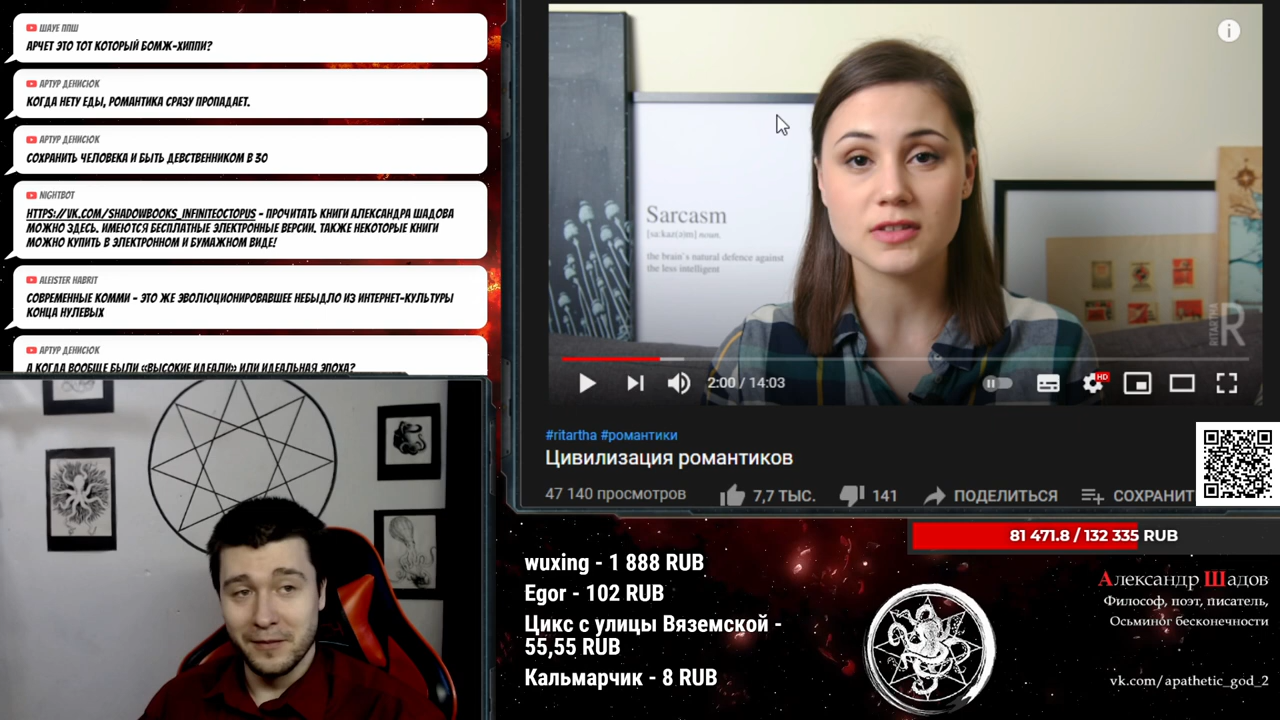 ШАУЕ ППШ
АРЧЕТ ЭТО ТОТ КОТОРЫЙ БОМЖ-ХИППИ?
АРТУР ДЕНИСЮК
КОГДА НЕТУ ЕДЫ, РОМАНТИКА СРАЗУ ПРОПАДАЕТ.
АРТУР ДЕНИСЮК
СОХРАНИТЬ ЧЕЛОВЕКА И БЫТЬ ДЕВСТВЕННИКОМ В 30
NIGHTBOT
HTTPS://VK.COM/SHADOWBOOKS_INFINITEOCTOPUS - ПРОЧИТАТЬ КНИГИ АЛЕКСАНДРА ШАДОВА
МОЖНО ЗДЕСЬ. ИМЕЮТСЯ БЕСПЛАТНЫЕ ЭЛЕКТРОННЫЕ ВЕРСИИ. ТАКЖЕ НЕКОТОРЫЕ КНИГИ
МОЖНО КУПИТЬ В ЭЛЕКТРОННОМ И БУМАЖНОМ ВИДЕ!
ALEISTER HABRIT
СОВРЕМЕННЫЕ КОММИ - ЭТО ЖЕ ЭВОЛЮЦИОНИРОВАВШЕЕ НЕБЫДЛО ИЗ ИНТЕРНЕТ-КУЛЬТУРЫ
КОНЦА НУЛЕВЫХ
АРТУР ДЕНИСЮК
А КОГДА ВООБЩЕ БЫЛИ «ВЫСОКИЕ ИДЕАЛИ» ИЛИ ИДЕАЛЬНАЯ ЭПОХА?
Sarcasm
noun.
the brain's natural defence against
the less intelligent
RITARTHA
R
2:00 / 14:03
HD
#ritartha #романтики
Цивилизация романтиков
47 140 просмотров
7,7 ТЫС.
141
ПОДЕЛИТЬСЯ
СОХРАНИТ
81 471.8 / 132 335 RUB
wuxing - 1 888 RUB
Egor - 102 RUB
Цикс с улицы Вяземской -
55,55 RUB
Кальмарчик - 8 RUB
Александр Шадов
Философ, поэт, писатель,
Осьминог бесконечности
vk.com/apathetic_god_2